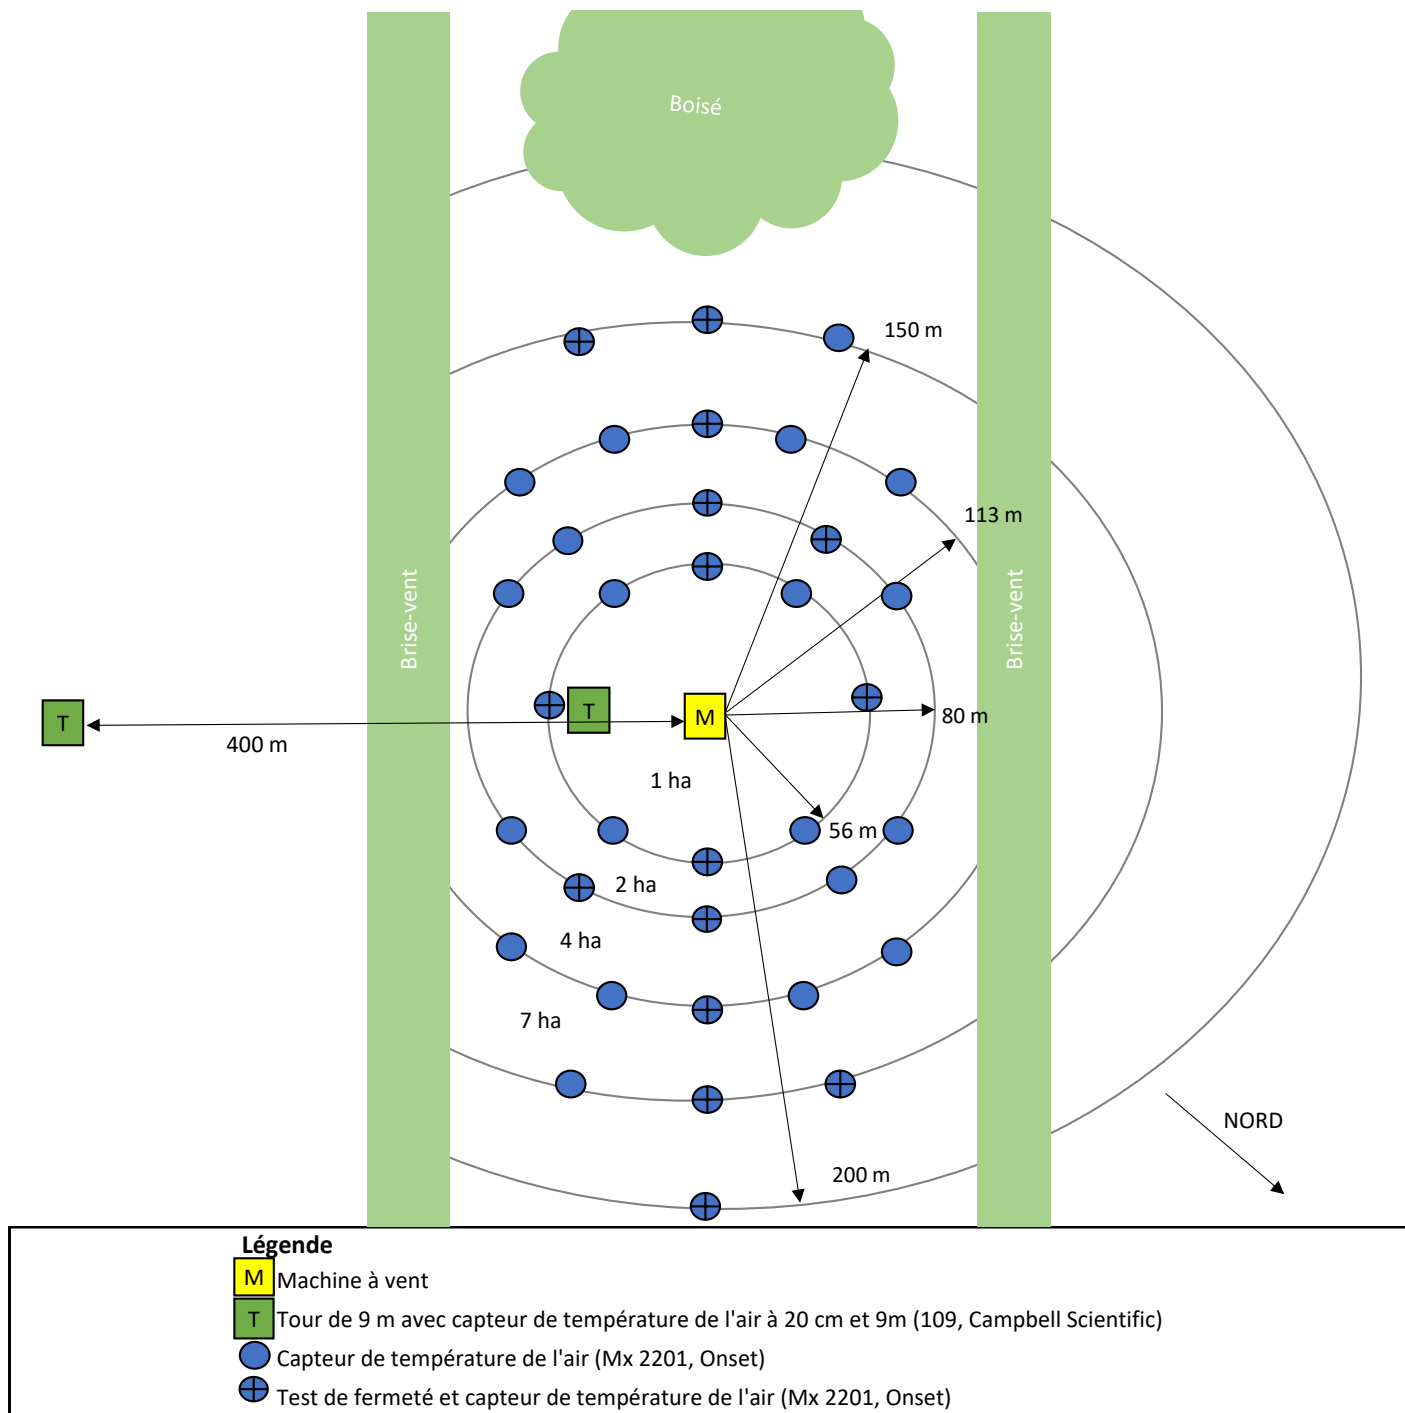 Boisé
150 m
113 m
Brise-vent
Brise-vent
T
T
M
80 m
400 m
1 ha
56 m
2 ha
4 ha
7 ha
NORD
200 m
Légende
M Machine à vent
T Tour de 9 m avec capteur de température de l'air à 20 cm et 9m (109, Campbell Scientific)
Capteur de température de l'air (Mx 2201, Onset)
Test de fermeté et capteur de température de l'air (Mx 2201, Onset)